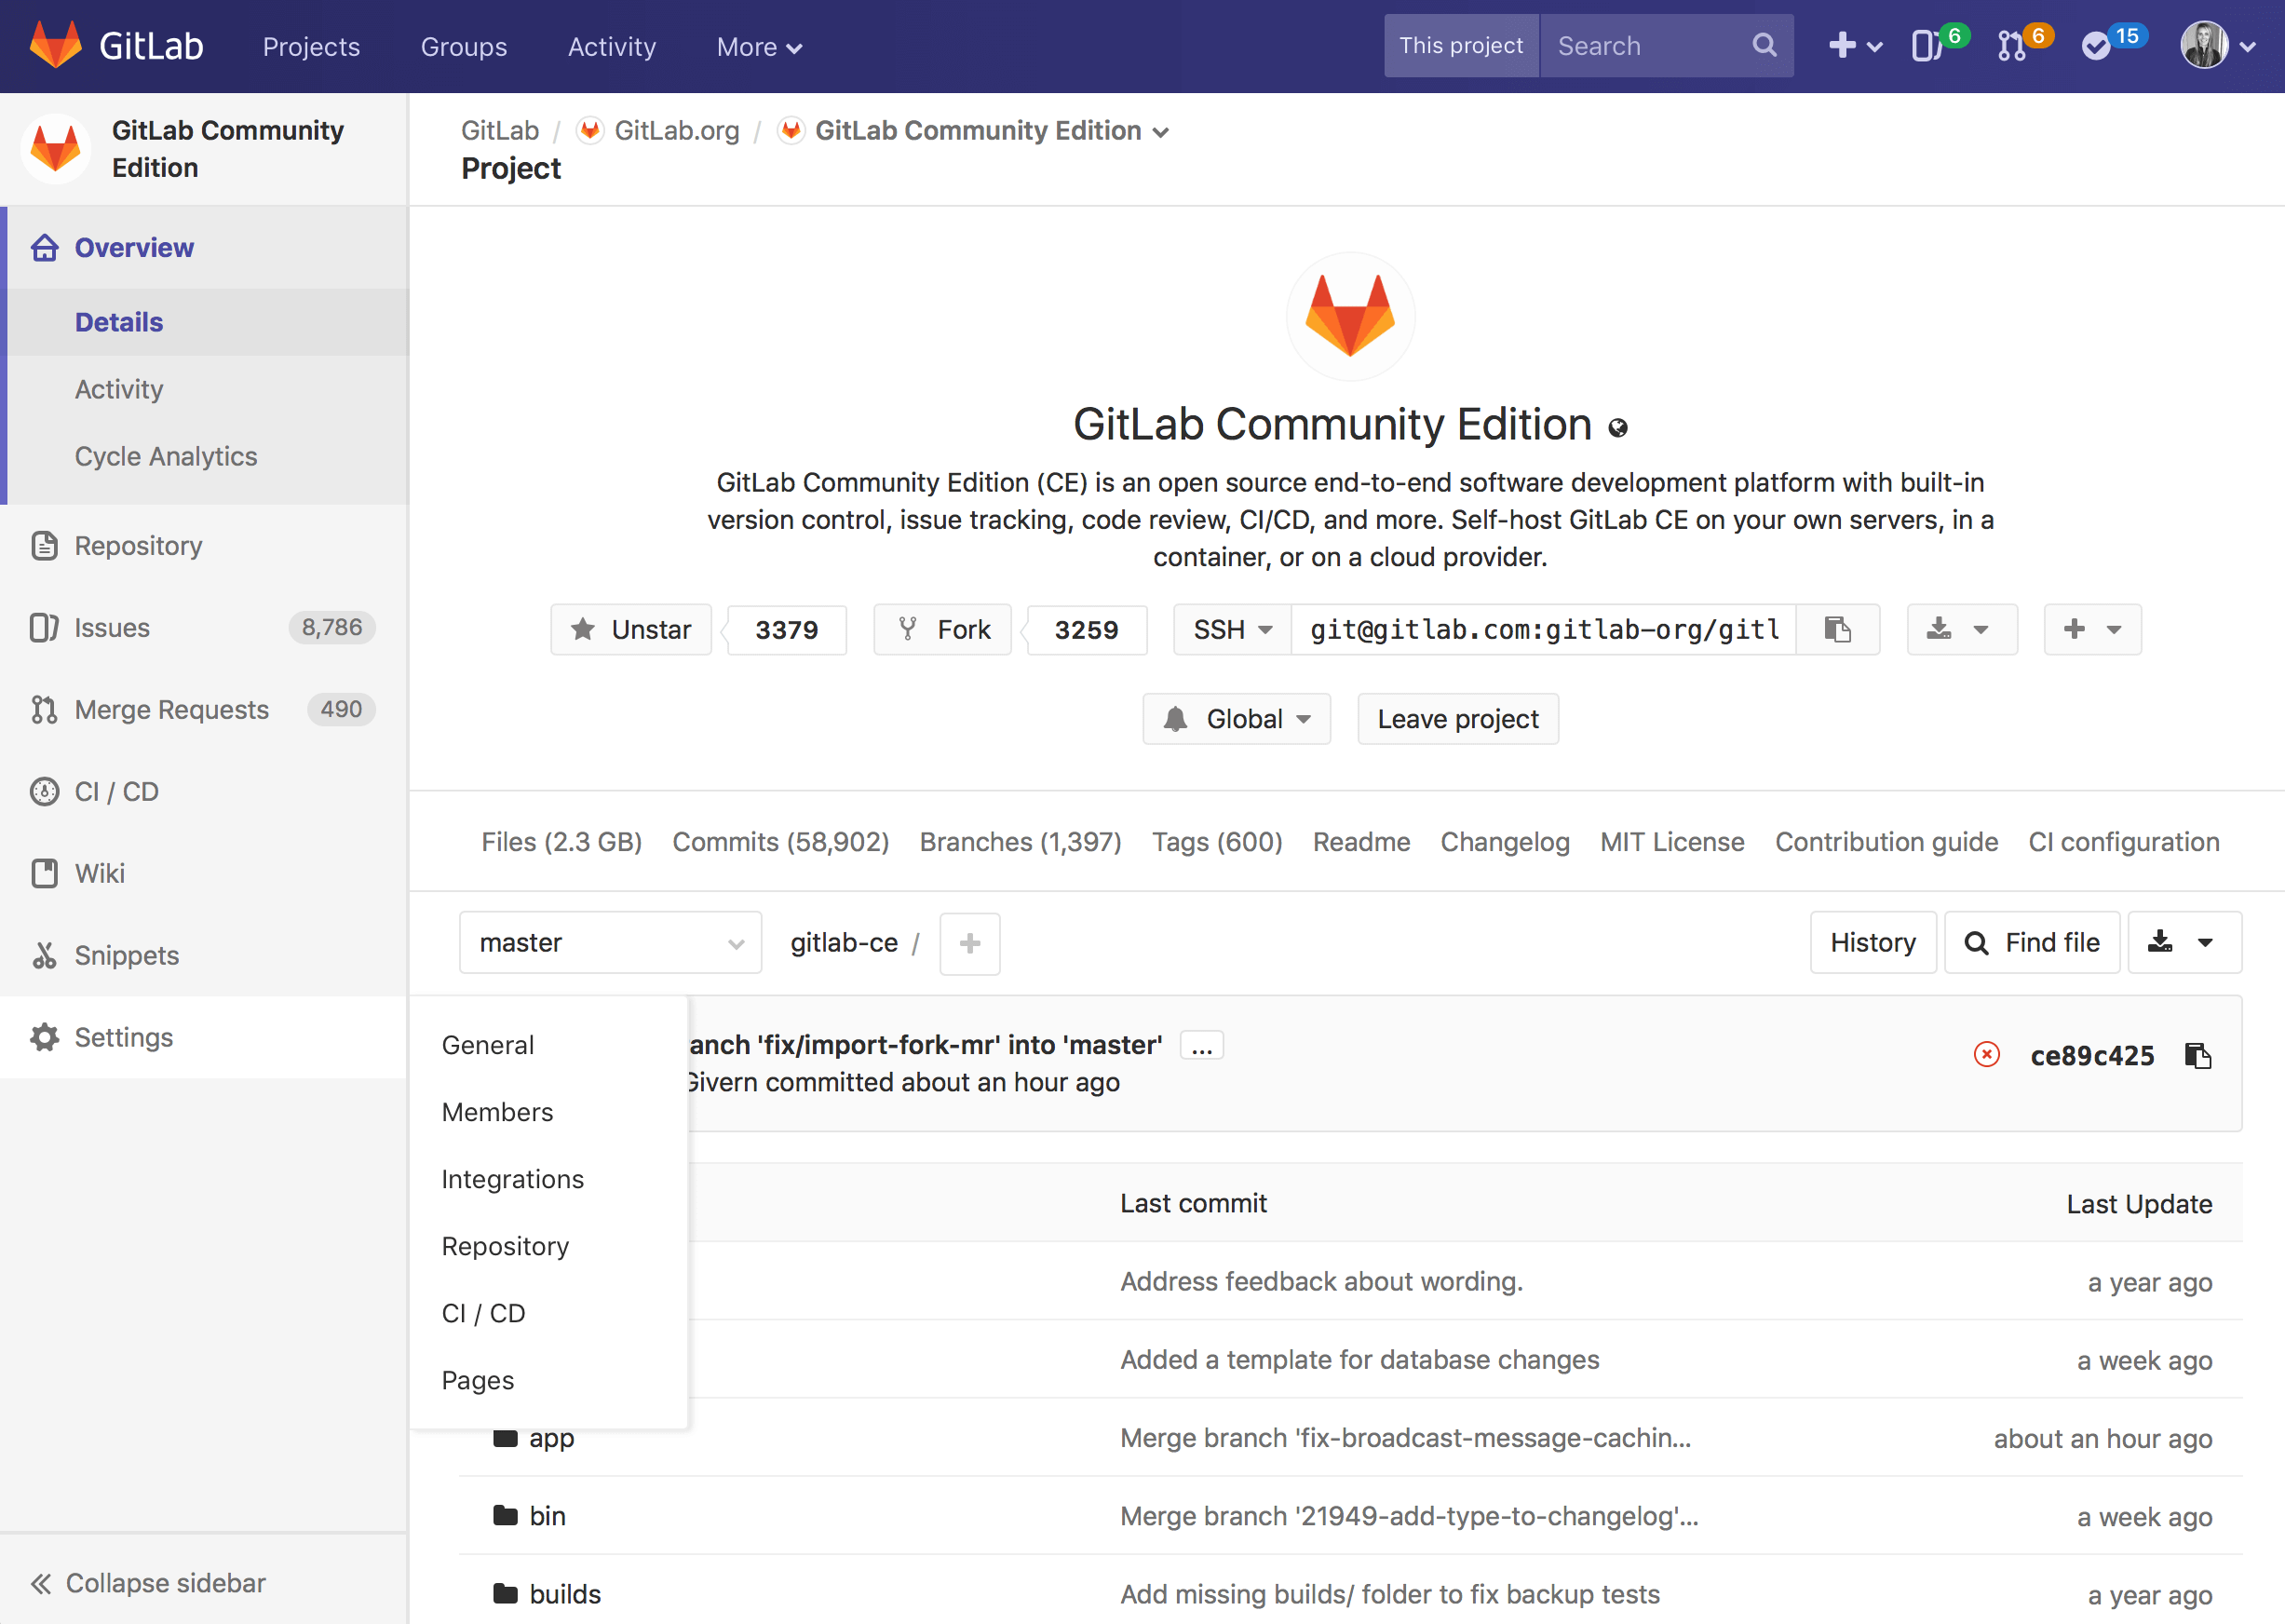 GitLab Projects Groups Activity More This project Search 6 6 15
GitLab Community
Edition
Overview
Details
Activity
Cycle Analytics
Repository
Issues 8,786
Merge Requests 490
CI / CD
Wiki
Snippets
Settings
Collapse sidebar
GitLab / GitLab.org / GitLab Community Edition
Project
GitLab Community Edition
GitLab Community Edition (CE) is an open source end-to-end software development platform with built-in
version control, issue tracking, code review, CI/CD, and more. Self-host GitLab CE on your own servers, in a
container, or on a cloud provider.
Unstar 3379 Fork 3259 SSH git@gitlab.com:gitlab-org/gitl
Global Leave project
Files (2.3 GB) Commits (58,902) Branches (1,397) Tags (600) Readme Changelog MIT License Contribution guide CI configuration
master gitlab-ce / + History Find file
General
Members
Integrations
Repository
CI / CD
Pages
anch 'fix/import-fork-mr' into 'master' ... ce89c425
Givern committed about an hour ago
Last commit Last Update
Address feedback about wording. a year ago
Added a template for database changes a week ago
app Merge branch 'fix-broadcast-message-cachin... about an hour ago
bin Merge branch '21949-add-type-to-changelog'... a week ago
builds Add missing builds/ folder to fix backup tests a year ago